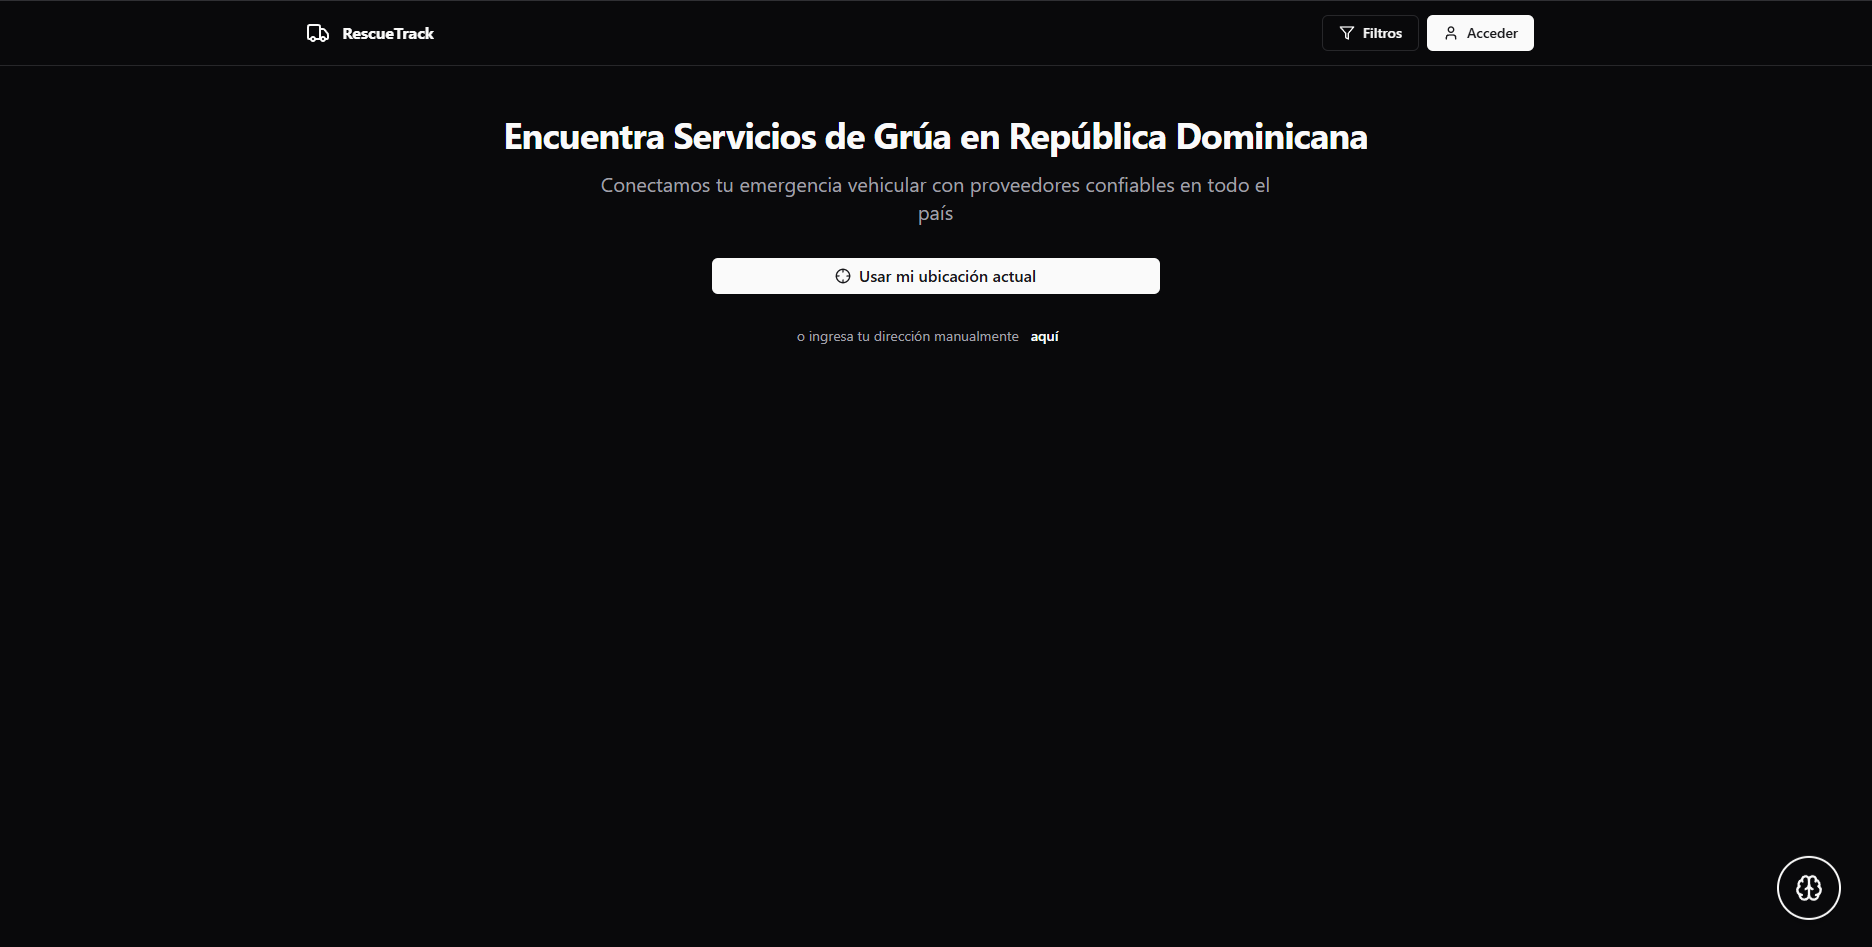 RescueTrack
Filtros
Acceder
Encuentra Servicios de Grúa en República Dominicana
Conectamos tu emergencia vehicular con proveedores confiables en todo el
país
Usar mi ubicación actual
o ingresa tu dirección manualmente aquí